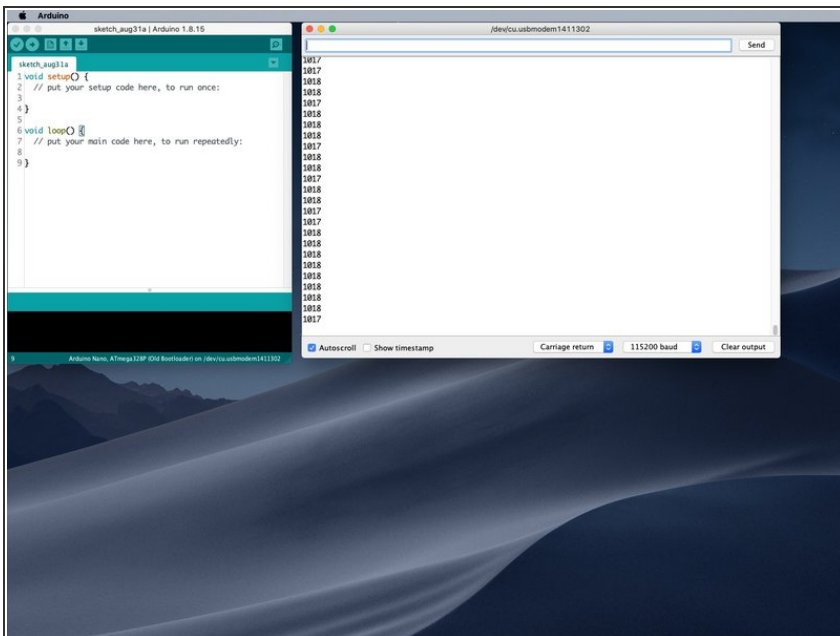 Arduino
sketch_aug31a | Arduino 1.8.15
sketch_aug31a
1 void setup() {
2 // put your setup code here, to run once:
3
4 }
5
6 void loop() {
7 // put your main code here, to run repeatedly:
8
9 }
9
Arduino Nano, ATmega328P (Old Bootloader) on /dev/cu.usbmodem1411302
/dev/cu.usbmodem1411302
Send
1017
1017
1018
1018
1017
1018
1018
1018
1017
1018
1018
1017
1018
1018
1017
1017
1018
1018
1018
1018
1018
1018
1018
1018
1017
Autoscroll
Show timestamp
Carriage return
115200 baud
Clear output